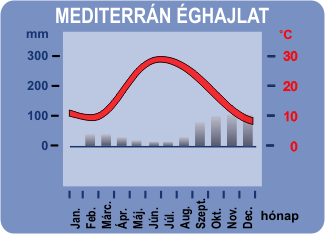 MEDITERRÁN ÉGHAJLAT
mm °C
300 30
200 20
100 10
0 0
Jan. Feb. Márc. Ápr. Máj. Jún. Júl. Aug. Szept. Okt. Nov. Dec. hónap